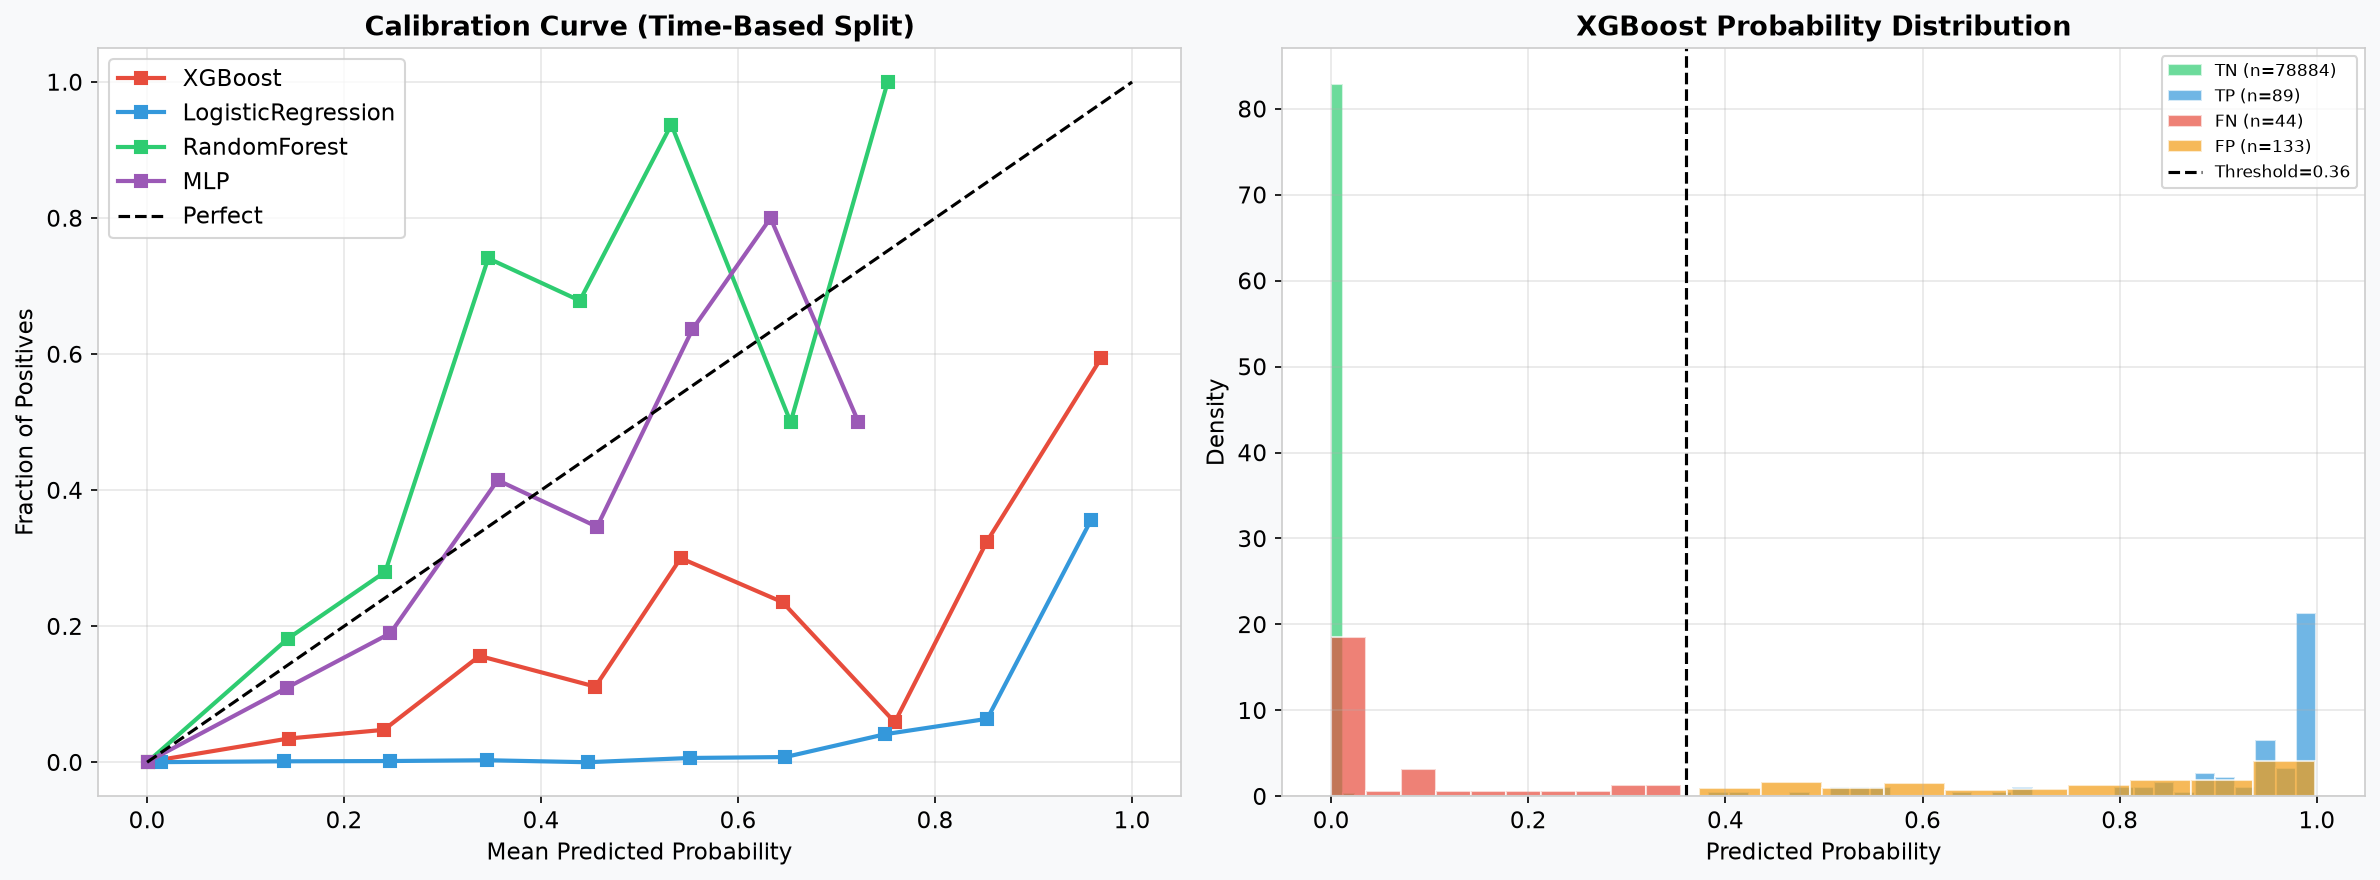 Calibration Curve (Time-Based Split)
XGBoost
LogisticRegression
RandomForest
MLP
Perfect
Fraction of Positives
1.0
0.8
0.6
0.4
0.2
0.0
0.0 0.2 0.4 0.6 0.8 1.0
Mean Predicted Probability
XGBoost Probability Distribution
TN (n=78884)
TP (n=89)
FN (n=44)
FP (n=133)
Threshold=0.36
Density
80
70
60
50
40
30
20
10
0
0.0 0.2 0.4 0.6 0.8 1.0
Predicted Probability